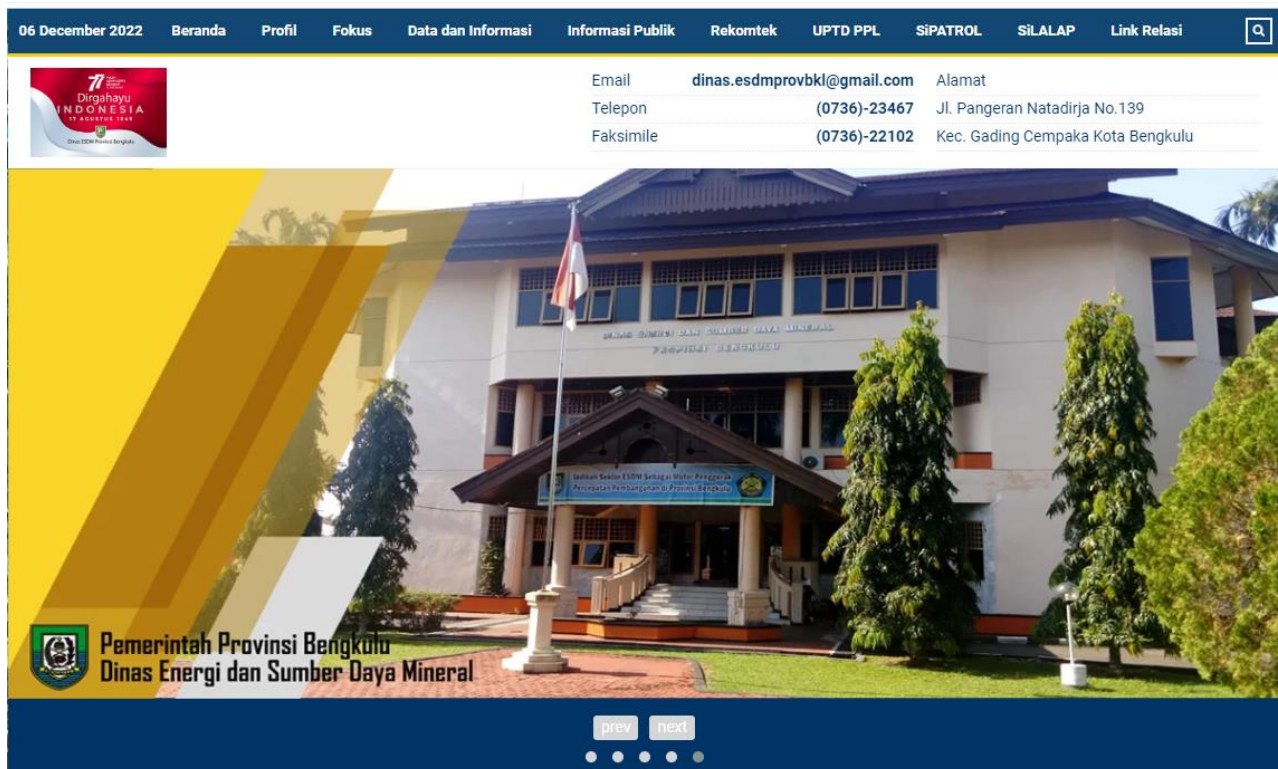 06 December 2022 Beranda Profil Fokus Data dan Informasi Informasi Publik Rekomtek UPTD PPL SiPATROL SiLALAP Link Relasi
77
Dirgahayu
INDONESIA
17 AGUSTUS 1945
Dinas ESDM Provinsi Bengkulu
Email dinas.esdmprovbkl@gmail.com Alamat
Telepon (0736)-23467 Jl. Pangeran Natadirja No.139
Faksimile (0736)-22102 Kec. Gading Cempaka Kota Bengkulu
DINAS ENERGI DAN SUMBER DAYA MINERAL
PROPINSI BENGKULU
Jadikan Sektor ESDM Sebagai Motor Penggerak
Percepatan Pembangunan di Provinsi Bengkulu
Pemerintah Provinsi Bengkulu
Dinas Energi dan Sumber Daya Mineral
prev next